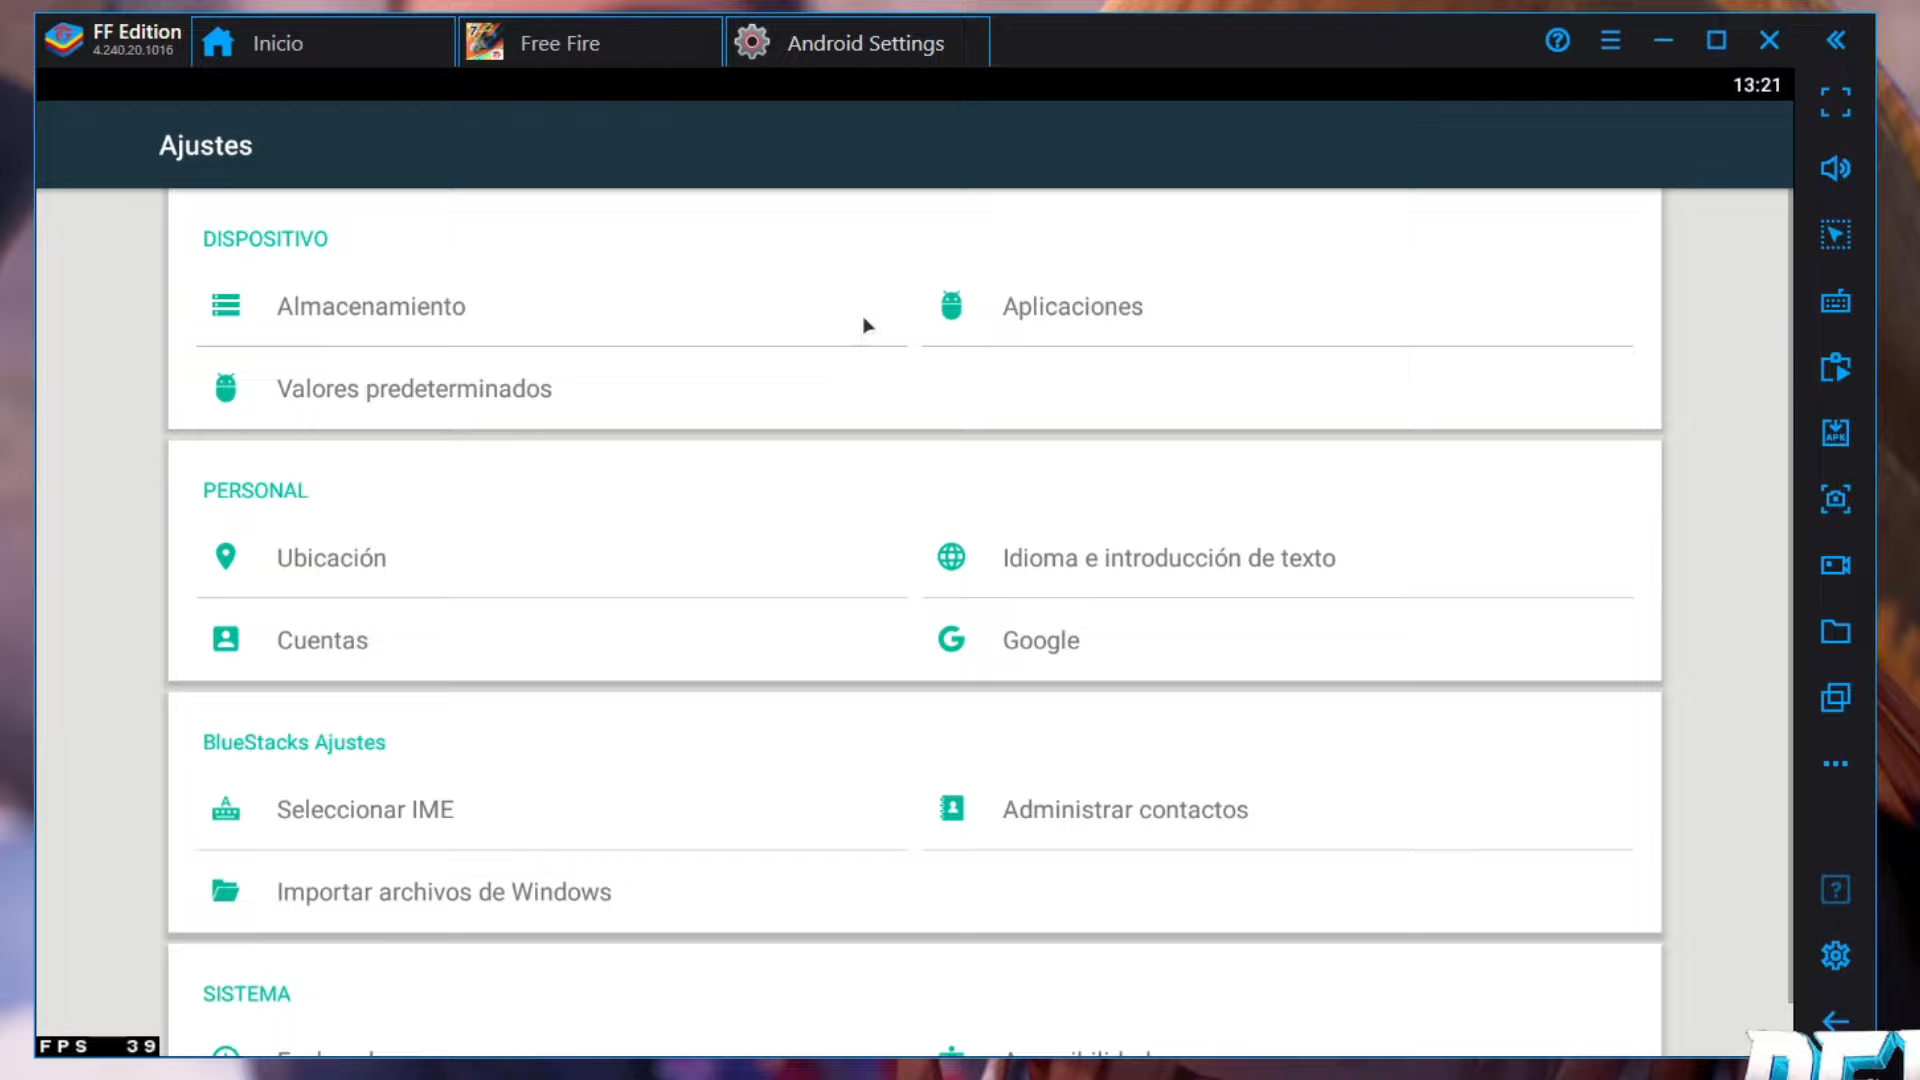 FF Edition
4.240.20.1016
Inicio
Free Fire
Android Settings
13:21
Ajustes
DISPOSITIVO
Almacenamiento
Aplicaciones
Valores predeterminados
PERSONAL
Ubicación
Idioma e introducción de texto
Cuentas
Google
BlueStacks Ajustes
Seleccionar IME
Administrar contactos
Importar archivos de Windows
SISTEMA
FPS 39
APK